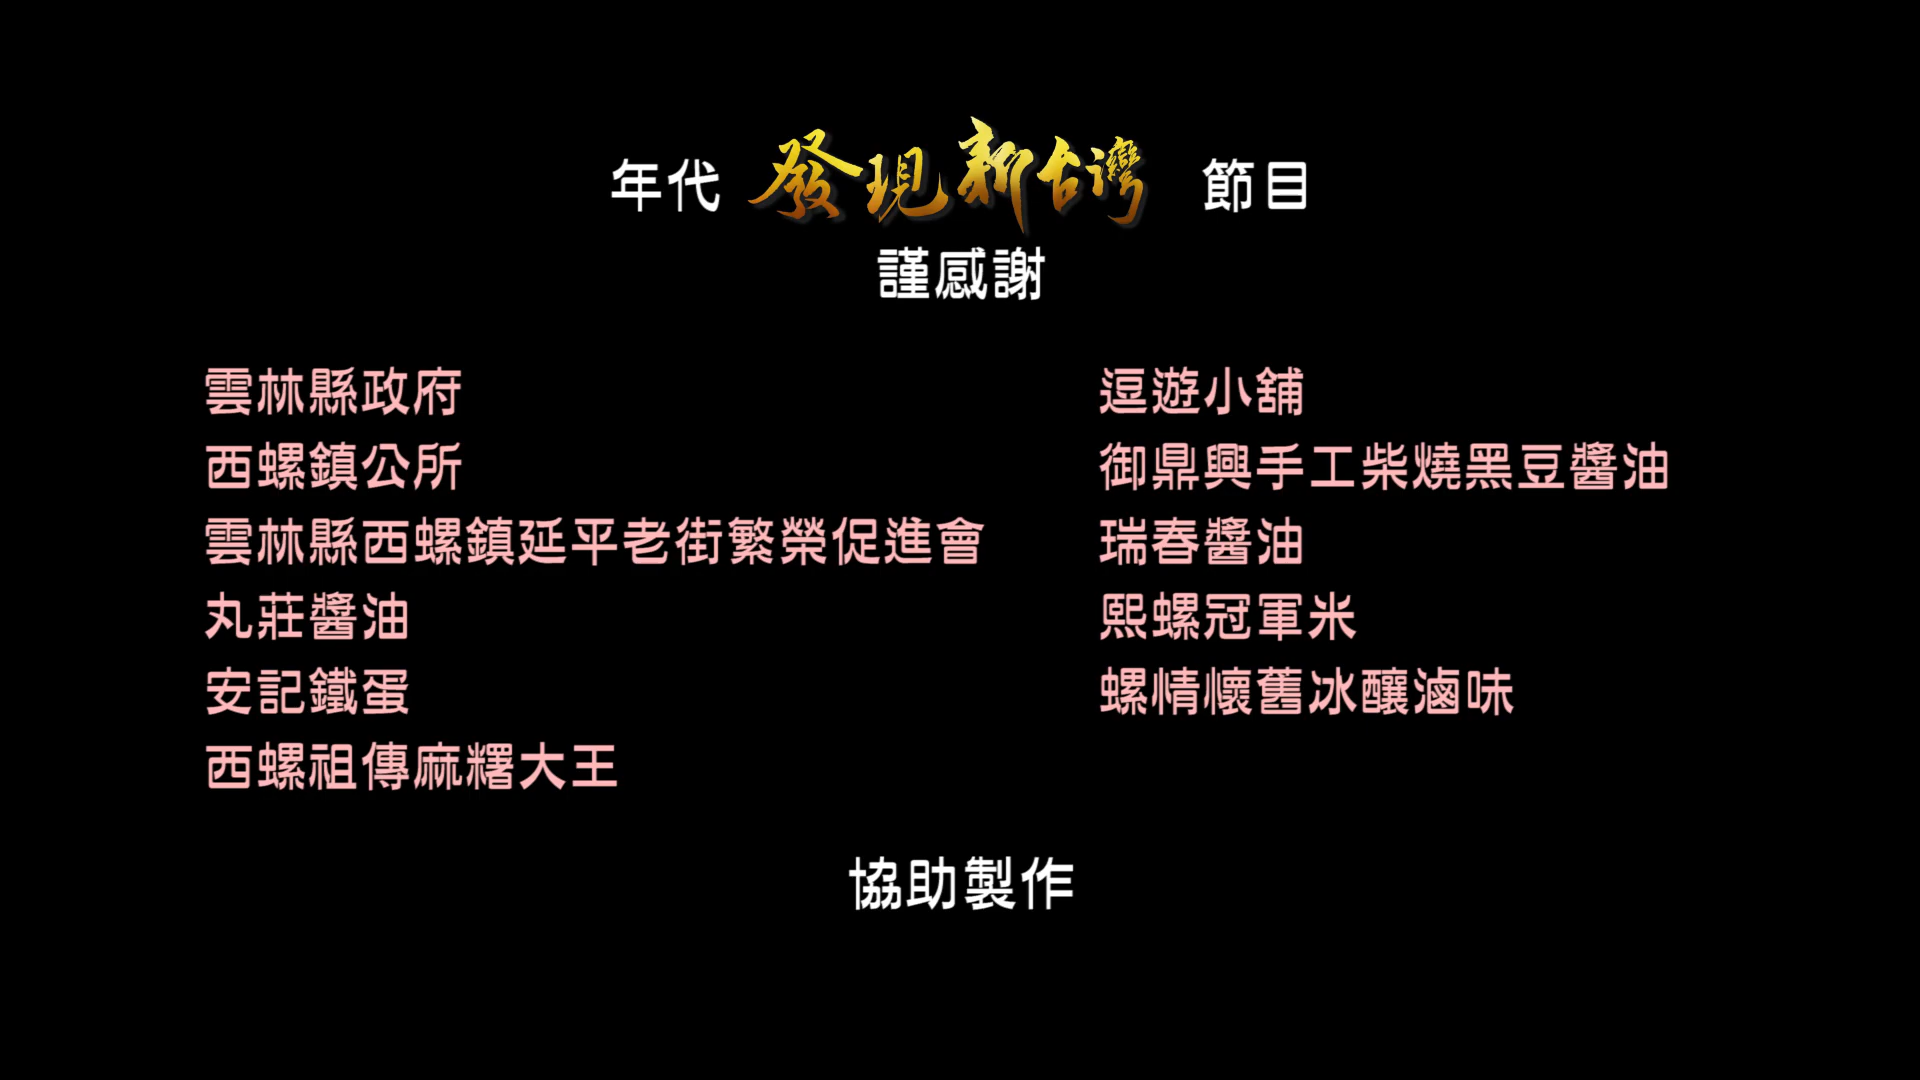 年代 發現新台灣 節目
謹感謝
雲林縣政府
西螺鎮公所
雲林縣西螺鎮延平老街繁榮促進會
丸莊醬油
安記鐵蛋
西螺祖傳麻糬大王
逗遊小舖
御鼎興手工柴燒黑豆醬油
瑞春醬油
熙螺冠軍米
螺情懷舊冰釀滷味
協助製作